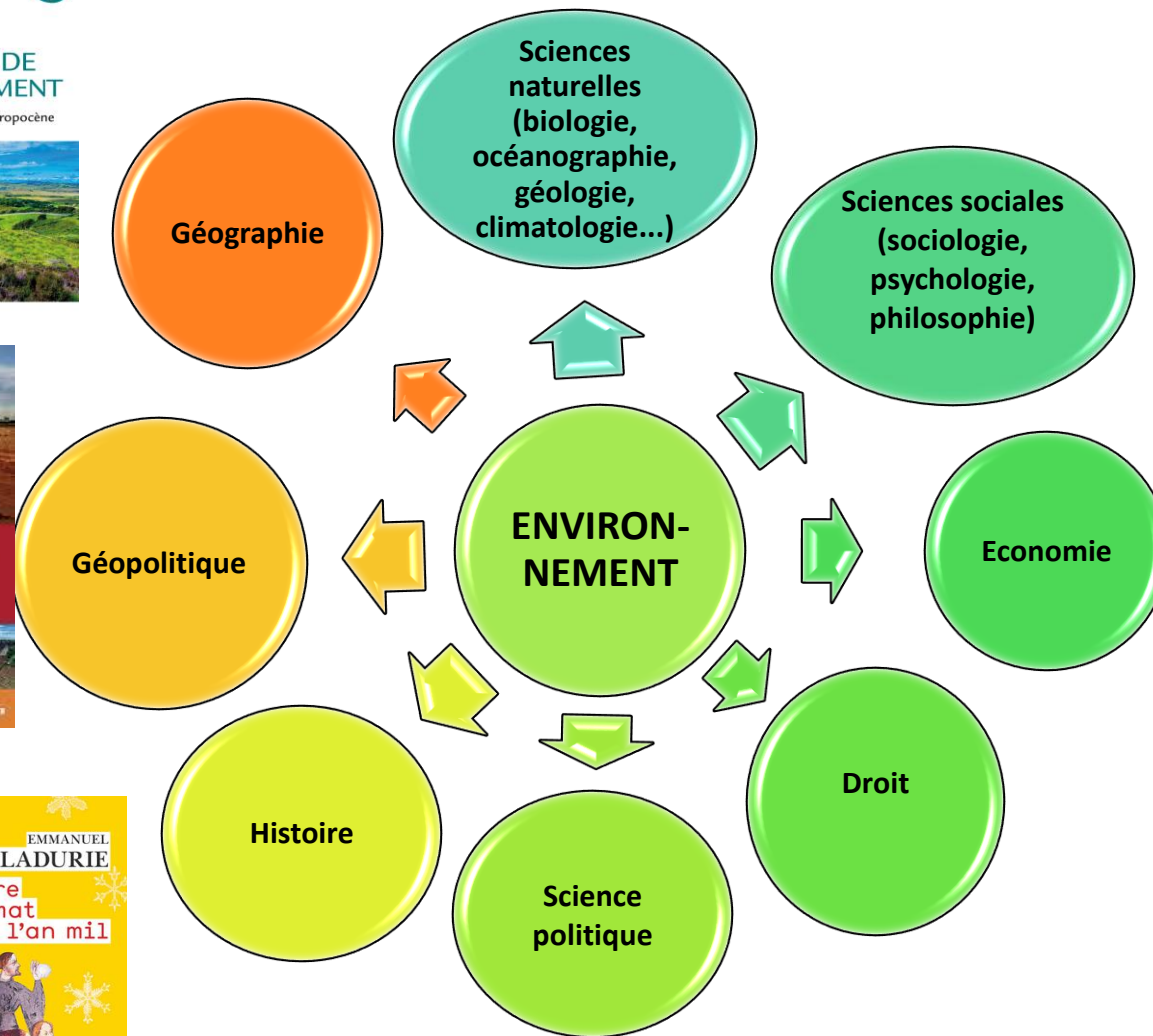 DE
MENT
ropocène
Sciences
naturelles
(biologie,
océanographie,
géologie,
climatologie...)
Géographie
Sciences sociales
(sociologie,
psychologie,
philosophie)
ENVIRON-
NEMENT
Economie
Géopolitique
Droit
Histoire
Science
politique
EMMANUEL
LADURIE
re
nat
l'an mil